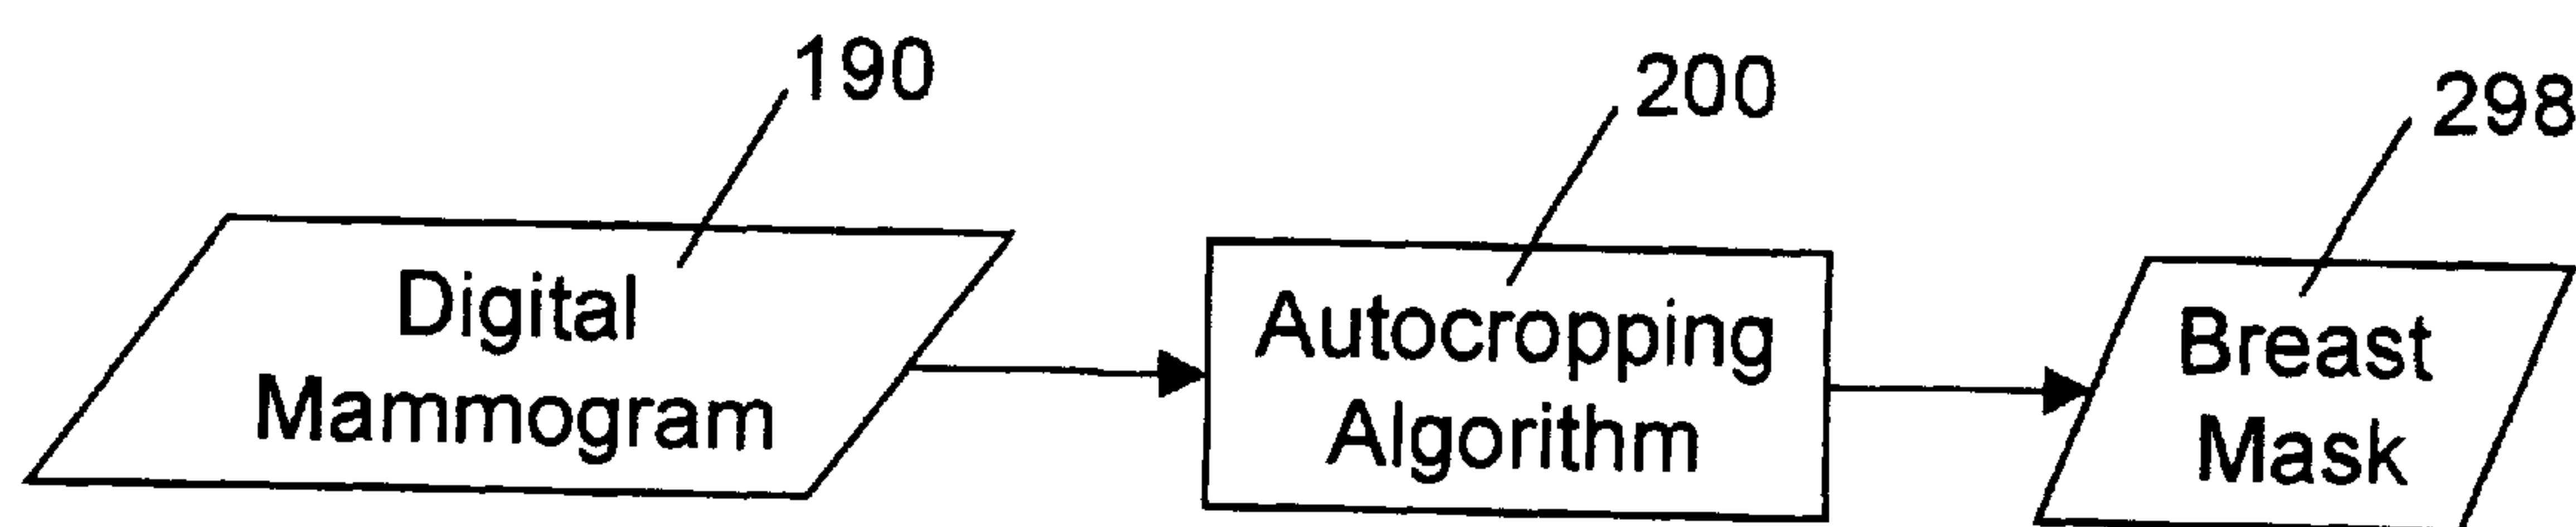 190
200
298
Digital
Mammogram
Autocropping
Algorithm
Breast
Mask